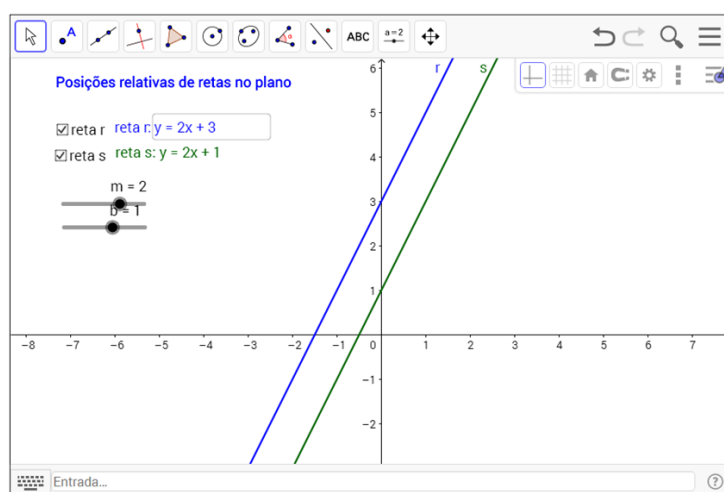 ABC
a=2
Posições relativas de retas no plano
reta r reta r: y = 2x + 3
reta s reta s: y = 2x + 1
m = 2
b = 1
r
s
6
5
4
3
2
1
−8 −7 −6 −5 −4 −3 −2 −1 0 1 2 3 4 5 6 7
−1
−2
Entrada...